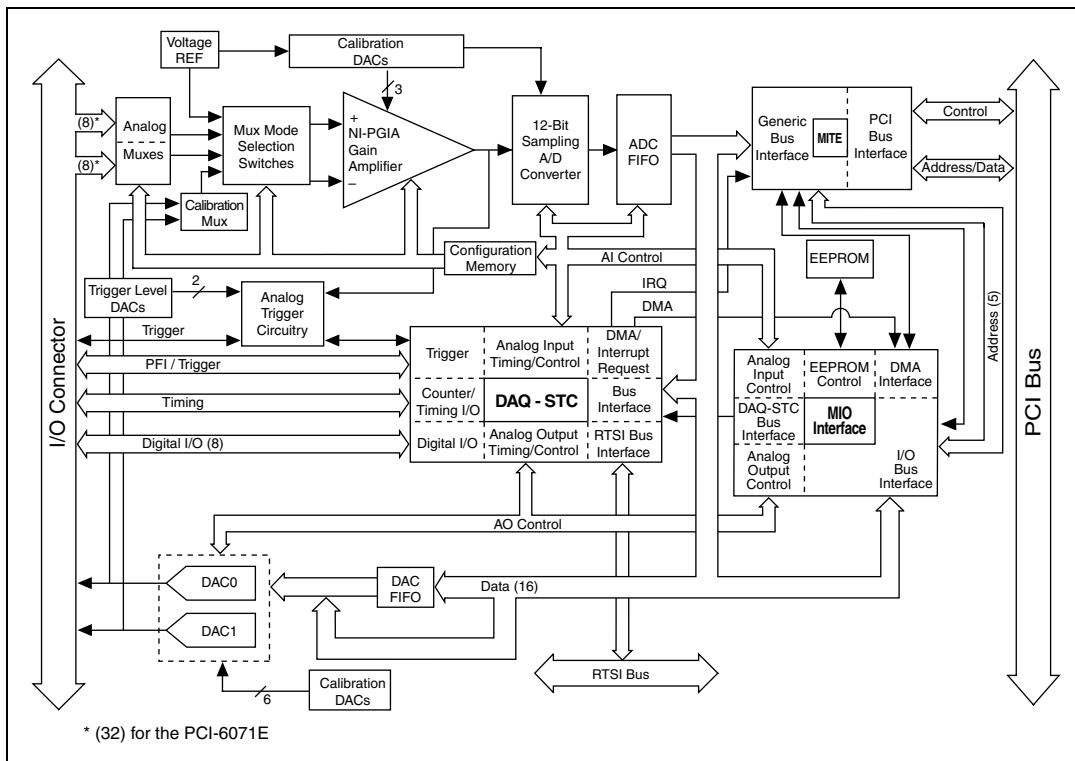 Voltage
REF
Calibration
DACs
3
(8)*
(8)*
Analog
Muxes
Mux Mode
Selection
Switches
+
NI-PGIA
Gain
Amplifier
–
12-Bit
Sampling
A/D
Converter
ADC
FIFO
Generic
Bus
Interface
MITE
PCI
Bus
Interface
Control
Address/Data
Calibration
Mux
Configuration
Memory
AI Control
EEPROM
Address (5)
Trigger Level
DACs
2
Analog
Trigger
Circuitry
IRQ
DMA
Trigger
PFI / Trigger
Timing
Digital I/O (8)
I/O Connector
Trigger
Analog Input
Timing/Control
DMA/
Interrupt
Request
Counter/
Timing I/O
DAQ - STC
Bus
Interface
Digital I/O
Analog Output
Timing/Control
RTSI Bus
Interface
Analog
Input
Control
EEPROM
Control
DMA
Interface
DAQ-STC
Bus
Interface
MIO
Interface
Analog
Output
Control
I/O
Bus
Interface
PCI Bus
AO Control
DAC0
DAC1
DAC
FIFO
Data (16)
6
Calibration
DACs
RTSI Bus
* (32) for the PCI-6071E